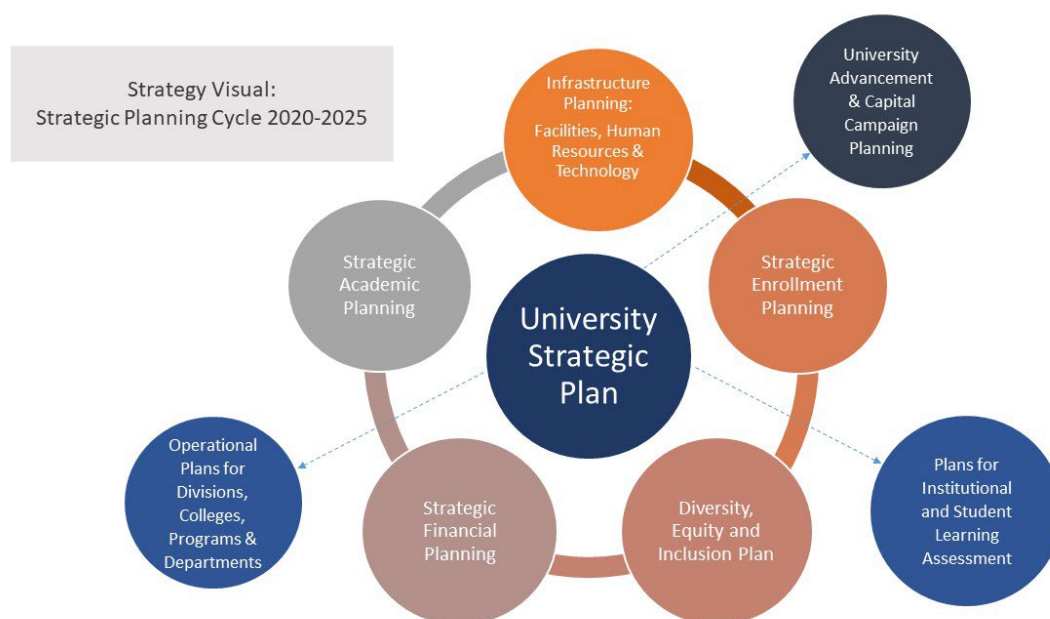 Strategy Visual:
Strategic Planning Cycle 2020-2025
Infrastructure
Planning:
Facilities, Human
Resources &
Technology
University
Advancement
& Capital
Campaign
Planning
Strategic
Academic
Planning
Strategic
Enrollment
Planning
University
Strategic
Plan
Operational
Plans for
Divisions,
Colleges,
Programs &
Departments
Strategic
Financial
Planning
Diversity,
Equity and
Inclusion Plan
Plans for
Institutional
and Student
Learning
Assessment